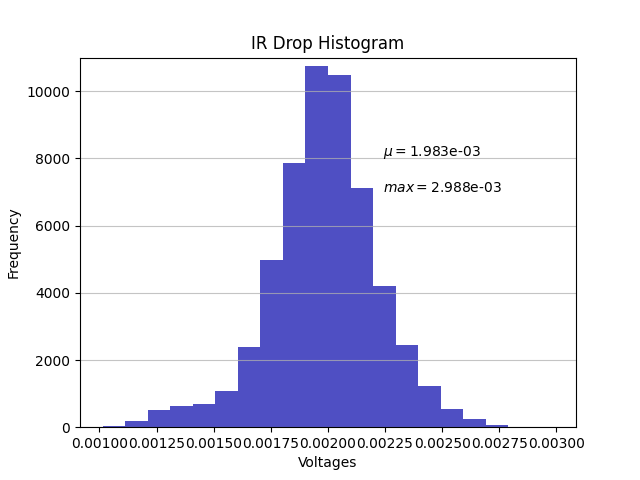 IR Drop Histogram
10000
8000
6000
4000
2000
0
Frequency
μ = 1.983e-03
max = 2.988e-03
0.00100 0.00125 0.00150 0.00175 0.00200 0.00225 0.00250 0.00275 0.00300
Voltages